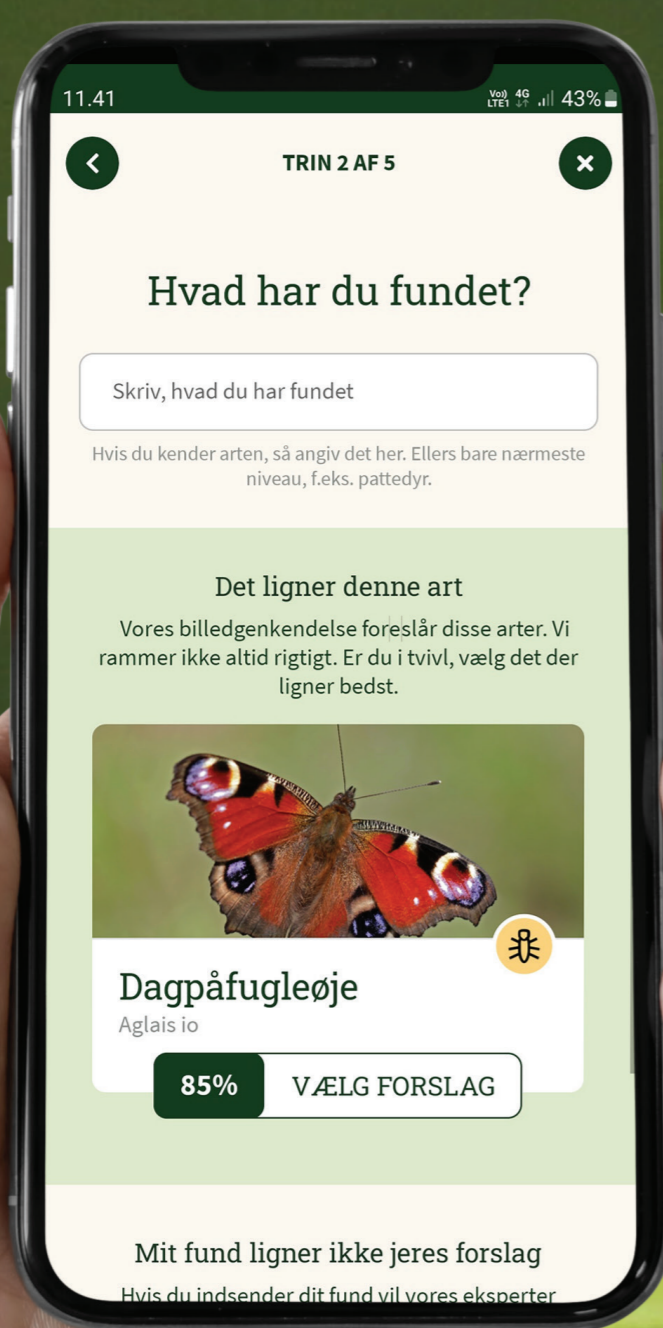 11.41
Vo)) LTE1 4G 43%
TRIN 2 AF 5
Hvad har du fundet?
Skriv, hvad du har fundet
Hvis du kender arten, så angiv det her. Ellers bare nærmeste
niveau, f.eks. pattedyr.
Det ligner denne art
Vores billedgenkendelse foreslår disse arter. Vi
rammer ikke altid rigtigt. Er du i tvivl, vælg det der
ligner bedst.
Dagpåfugleøje
Aglais io
85% VÆLG FORSLAG
Mit fund ligner ikke jeres forslag
Hvis du indsender dit fund vil vores eksperter